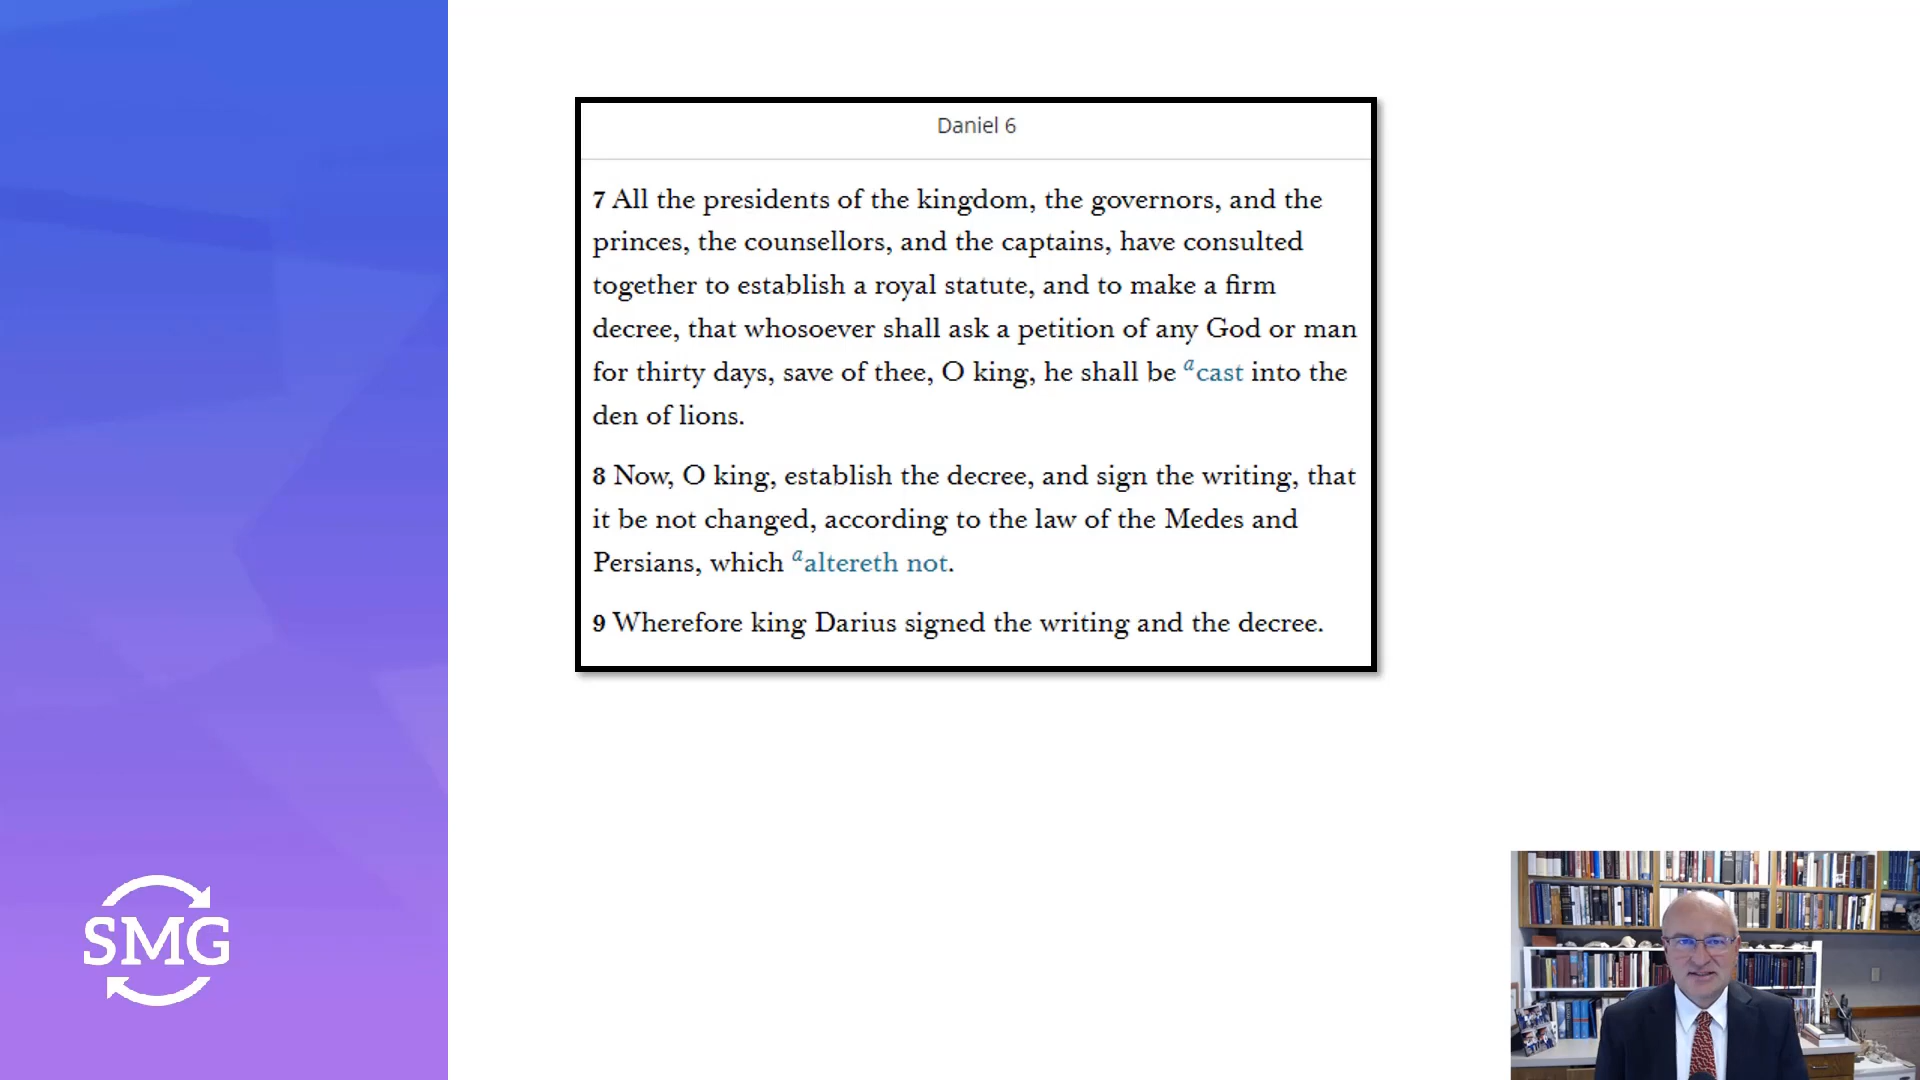 Daniel 6
7 All the presidents of the kingdom, the governors, and the
princes, the counsellors, and the captains, have consulted
together to establish a royal statute, and to make a firm
decree, that whosoever shall ask a petition of any God or man
for thirty days, save of thee, O king, he shall be a cast into the
den of lions.
8 Now, O king, establish the decree, and sign the writing, that
it be not changed, according to the law of the Medes and
Persians, which a altereth not.
9 Wherefore king Darius signed the writing and the decree.
SMG